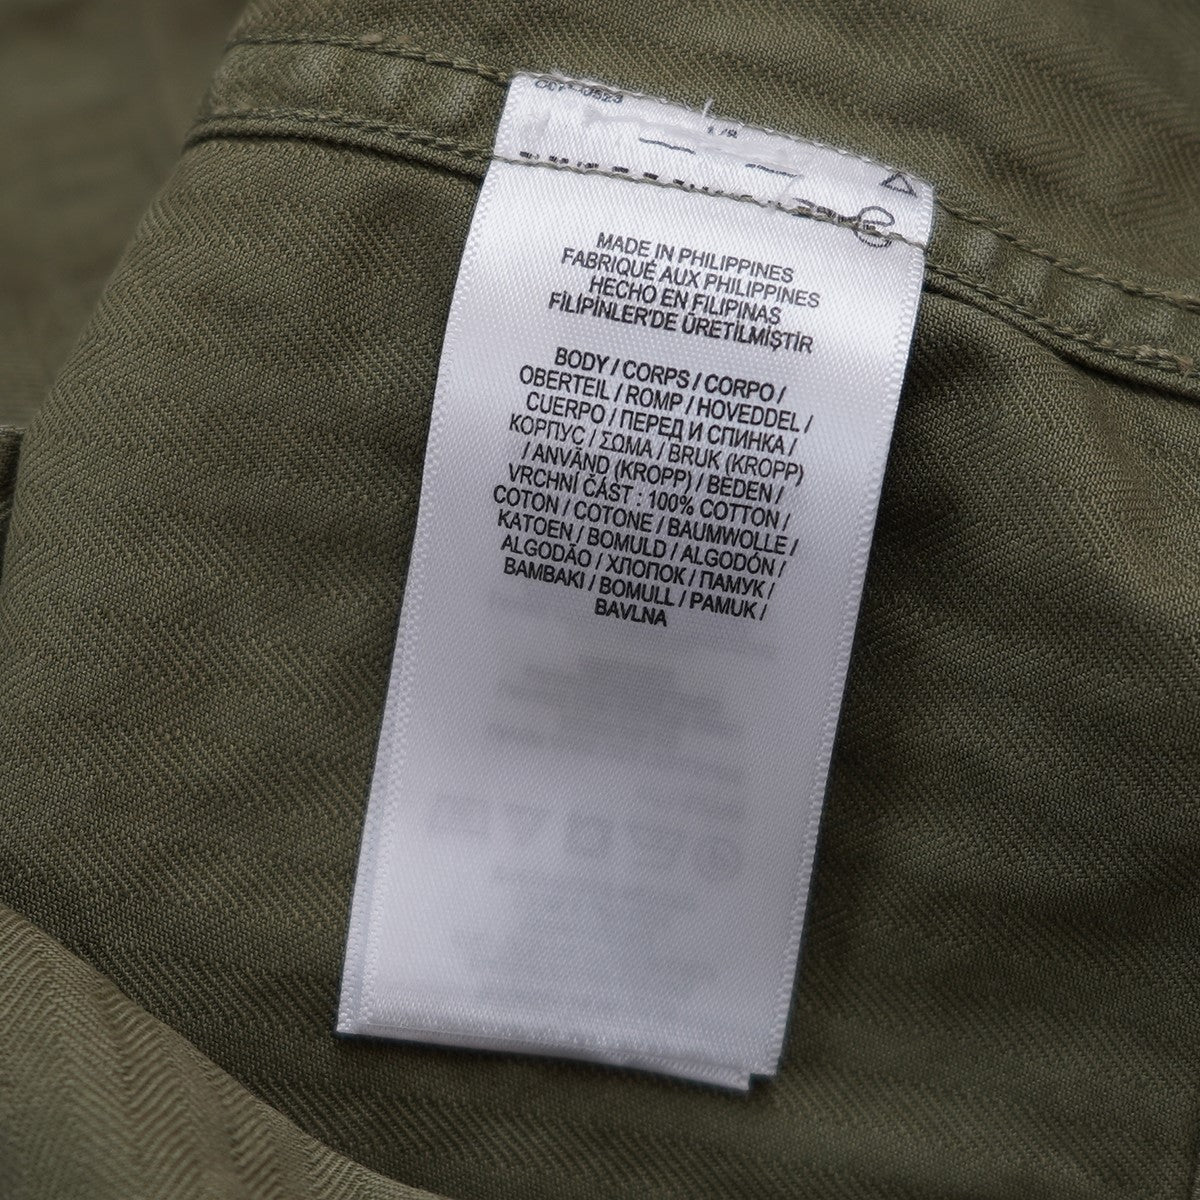 MADE IN PHILIPPINES
FABRIQUÉ AUX PHILIPPINES
HECHO EN FILIPINAS
FİLİPİNLER'DE ÜRETİLMİŞTİR
BODY / CORPS / CORPO /
OBERTEIL / ROMP / HOVEDDEL /
CUERPO / ПЕРЕД И СПИНКА /
КОРПУС / ΣΩΜΑ / BRUK (KROPP)
/ ANVÄND (KROPP) / BEDEN /
VRCHNÍ ČÁST : 100% COTTON /
COTON / COTONE / BAUMWOLLE /
KATOEN / BOMULD / ALGODÓN /
ALGODÃO / ХЛОПОК / ПАМУК /
BAMBAKI / BOMULL / PAMUK /
BAVLNA